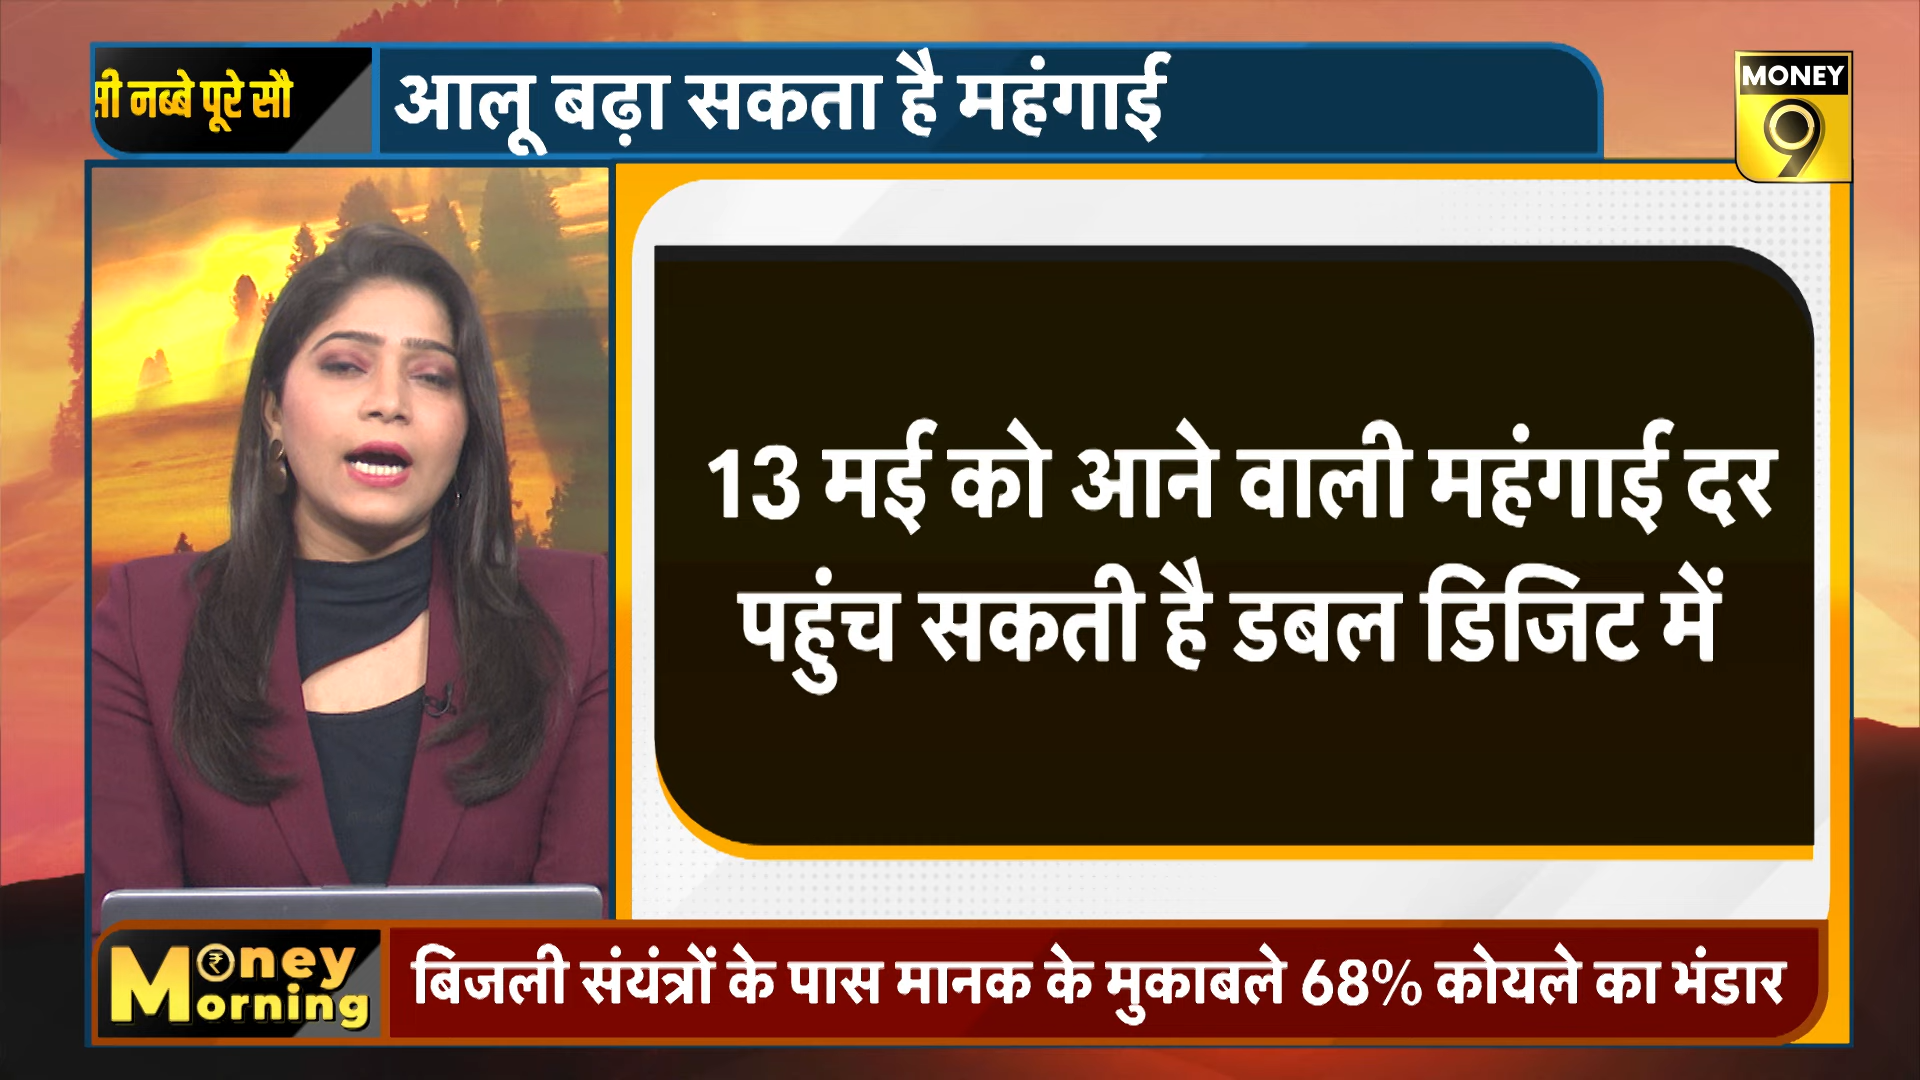 नब्बे पूरे सौ
आलू बढ़ा सकता है महंगाई
MONEY
9
13 मई को आने वाली महंगाई दर
पहुंच सकती है डबल डिजिट में
Money
Morning
बिजली संयंत्रों के पास मानक के मुकाबले 68% कोयले का भंडार